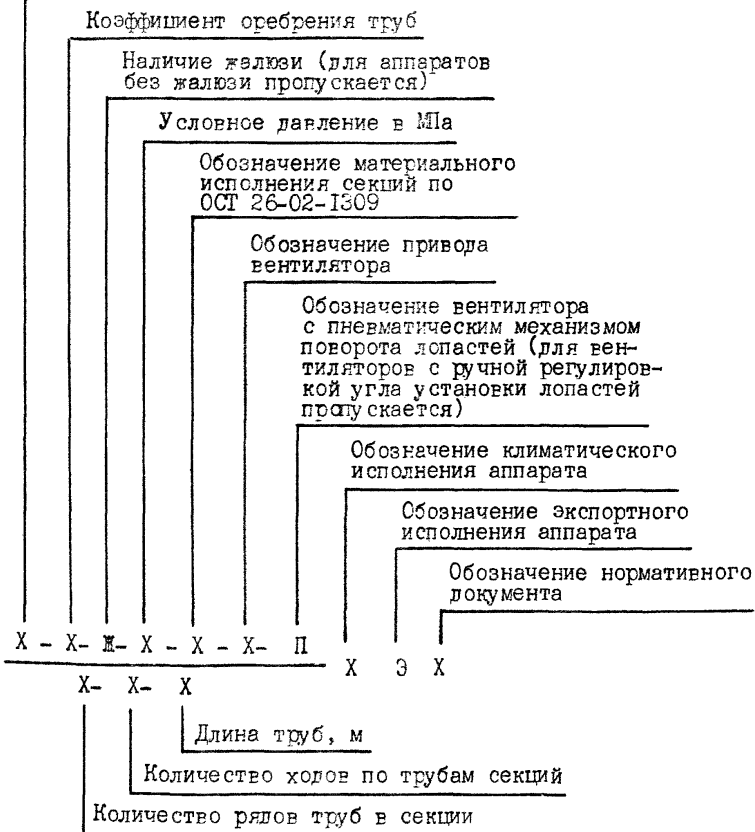 Коэффициент оребрения труб
Наличие жалюзи (для аппаратов
без жалюзи пропускается)
Условное давление в МПа
Обозначение материального
исполнения секций по
ОСТ 26-02-1309
Обозначение привода
вентилятора
Обозначение вентилятора
с пневматическим механизмом
поворота лопастей (для вен-
тиляторов с ручной регулиров-
кой угла установки лопастей
пропускается)
Обозначение климатического
исполнения аппарата
Обозначение экспортного
исполнения аппарата
Обозначение нормативного
документа
Х - Х- Ж- Х - Х - Х- П
Х Э Х
Х- Х- Х
Длина труб, м
Количество ходов по трубам секций
Количество рядов труб в секции